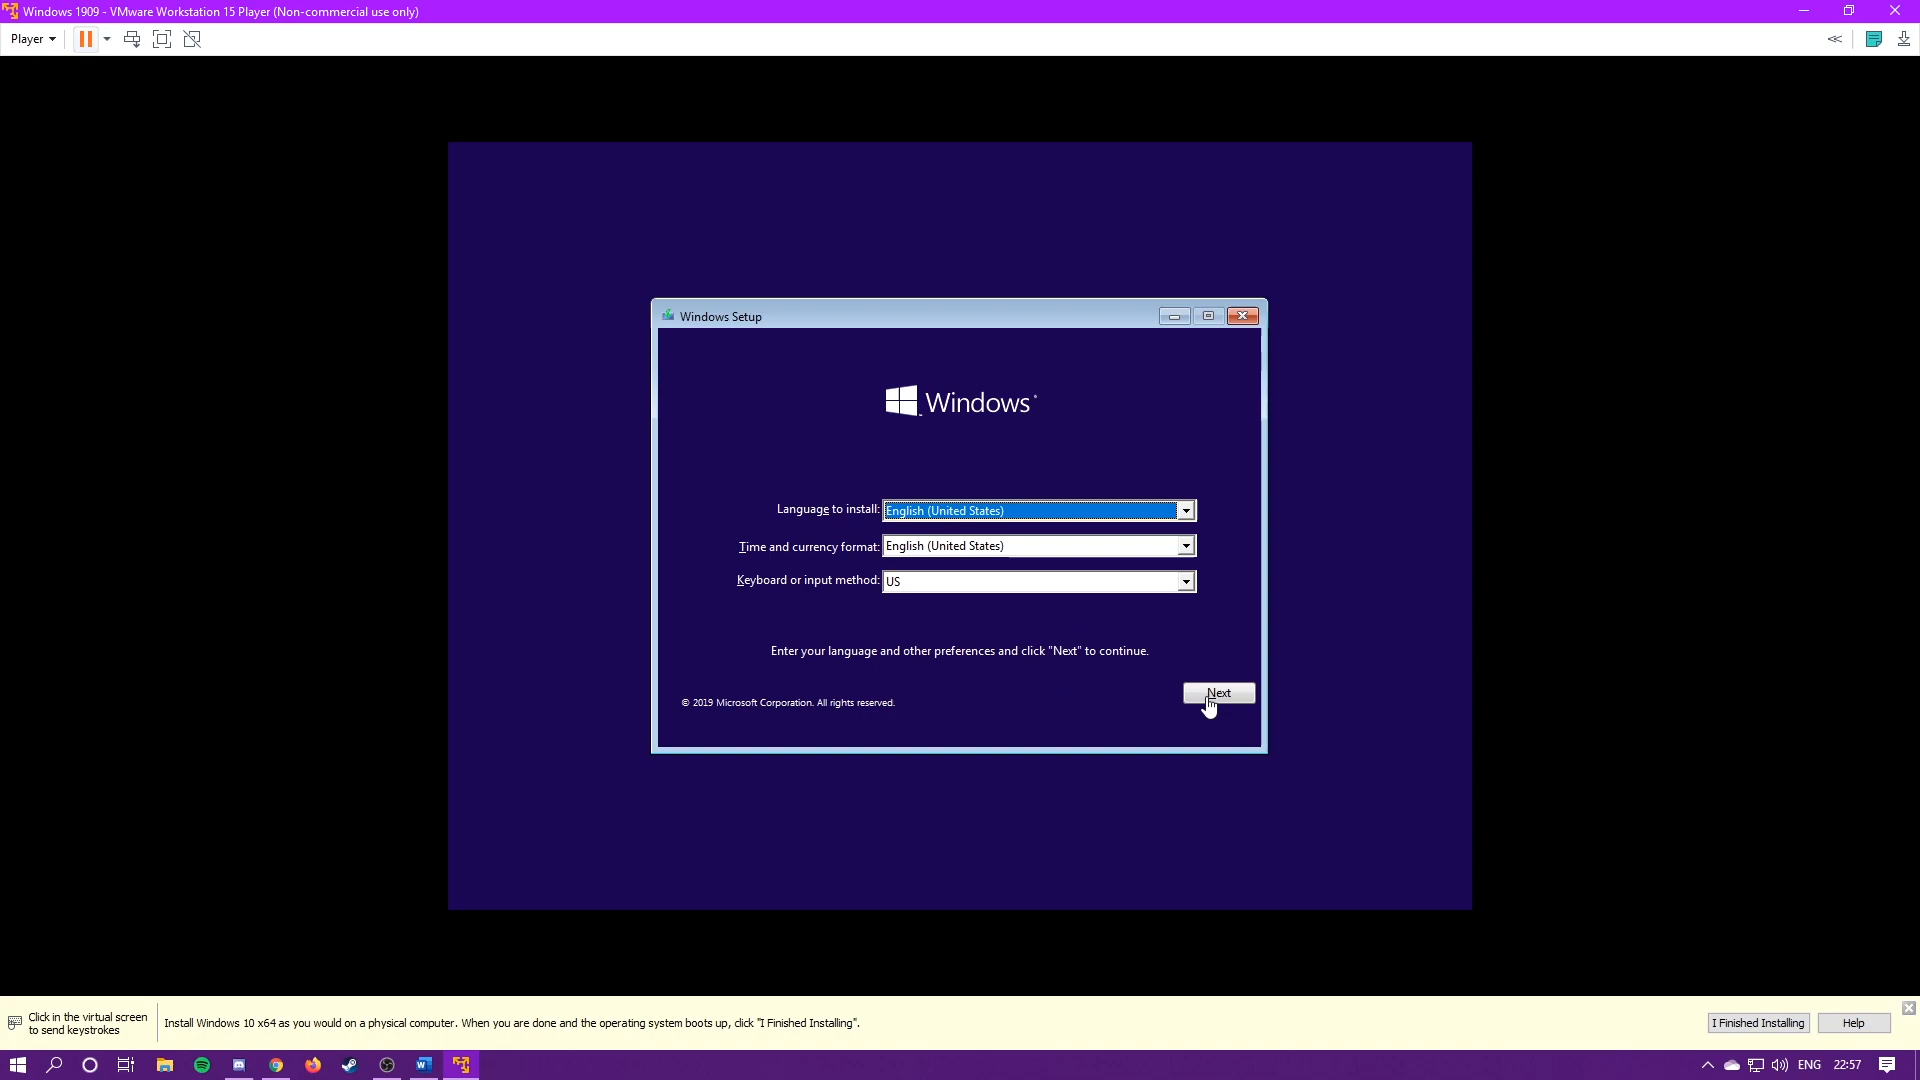 Windows 1909 - VMware Workstation 15 Player (Non-commercial use only)
Player
Windows Setup
Windows
Language to install: English (United States)
Time and currency format: English (United States)
Keyboard or input method: US
Enter your language and other preferences and click "Next" to continue.
Next
© 2019 Microsoft Corporation. All rights reserved.
Click in the virtual screen
to send keystrokes
Install Windows 10 x64 as you would on a physical computer. When you are done and the operating system boots up, click "I Finished Installing".
I Finished Installing
Help
ENG
22:57